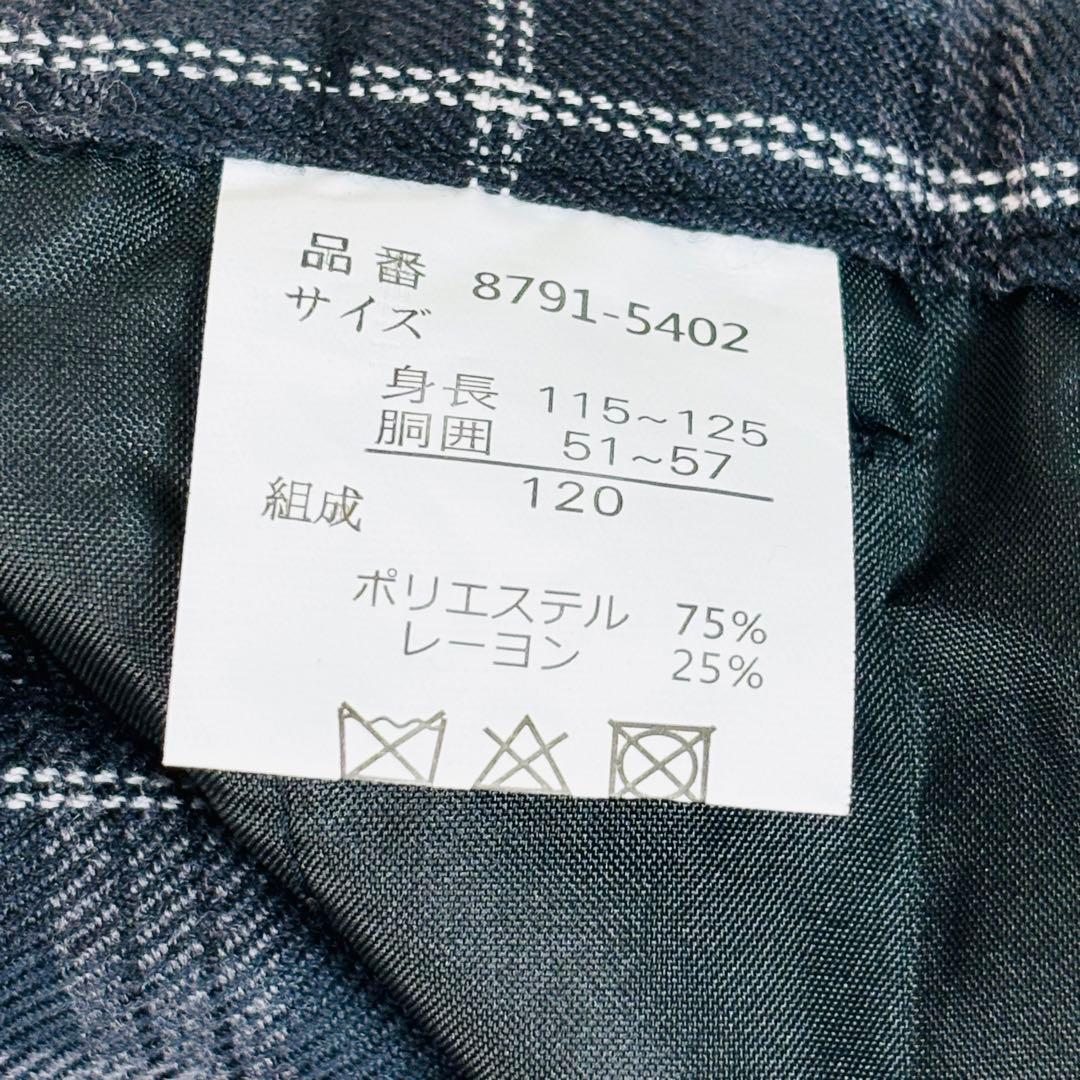 品番 8791-5402
サイズ
身長 115~125
胴囲 51~57
120
組成
ポリエステル 75%
レーヨン 25%